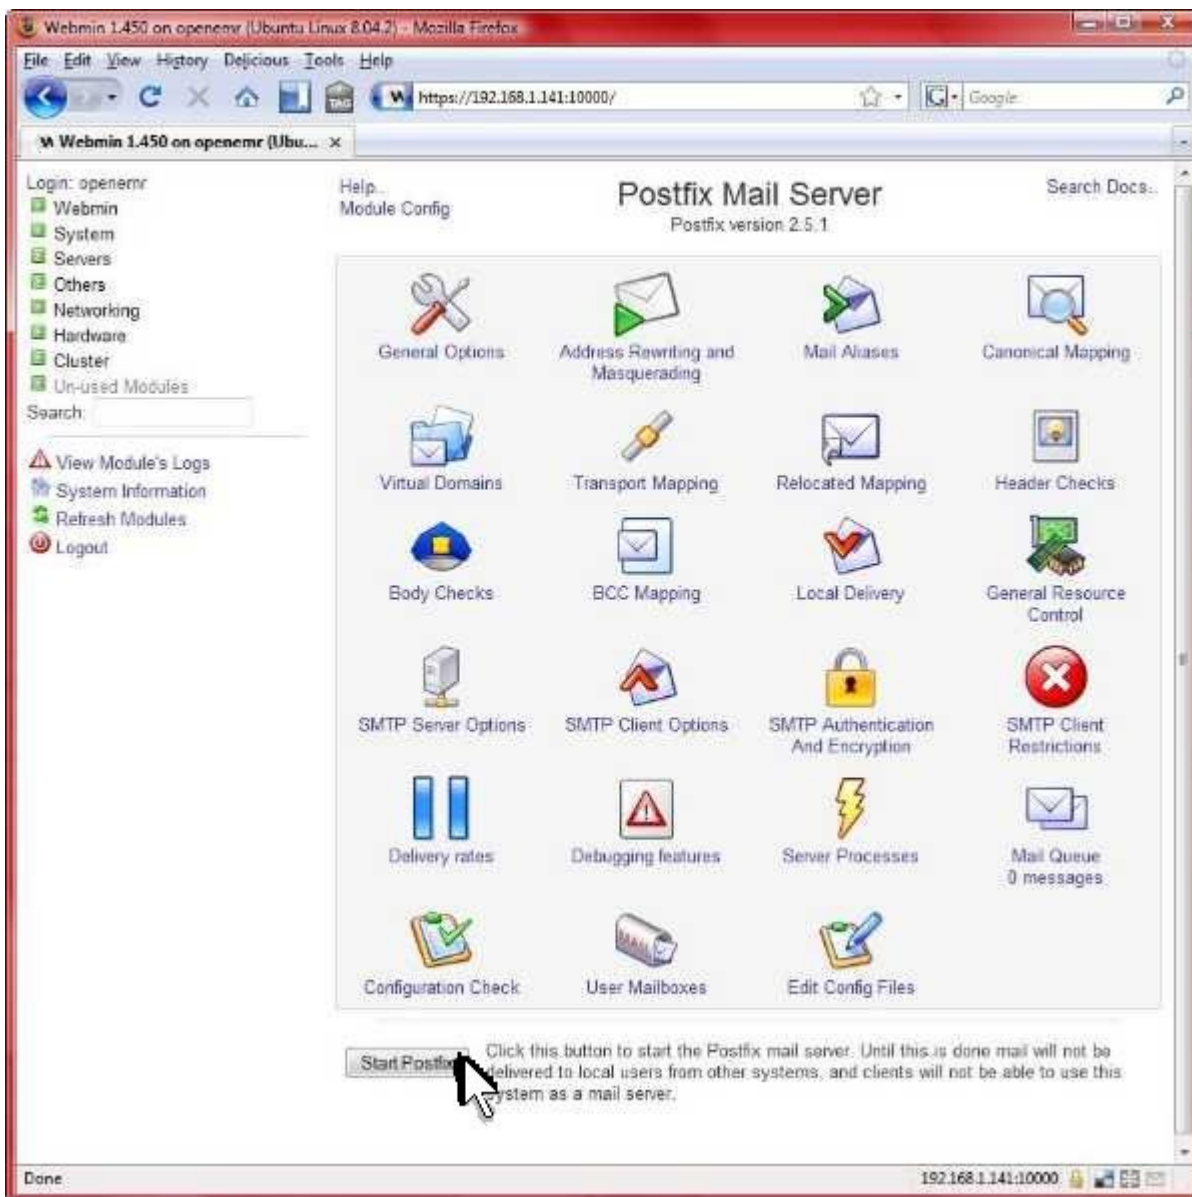 Webmin 1.450 on openemr (Ubuntu Linux 8.04.2) - Mozilla Firefox
File Edit View History Delicious Tools Help
TAG
https://192.168.1.141:10000/
G
Google
Webmin 1.450 on openemr (Ubu...
Login: openemr
Webmin
System
Servers
Others
Networking
Hardware
Cluster
Un-used Modules
Search:
View Module's Logs
System Information
Refresh Modules
Logout
Help..
Module Config
Postfix Mail Server
Postfix version 2.5.1
Search Docs..
General Options
Address Rewriting and
Masquerading
Mail Aliases
Canonical Mapping
Virtual Domains
Transport Mapping
Relocated Mapping
Header Checks
Body Checks
BCC Mapping
Local Delivery
General Resource
Control
SMTP Server Options
SMTP Client Options
SMTP Authentication
And Encryption
SMTP Client
Restrictions
Delivery rates
Debugging features
Server Processes
Mail Queue
0 messages
MAIL
Configuration Check
User Mailboxes
Edit Config Files
Start Postfix
Click this button to start the Postfix mail server. Until this is done mail will not be
delivered to local users from other systems, and clients will not be able to use this
system as a mail server.
Done
192.168.1.141:10000